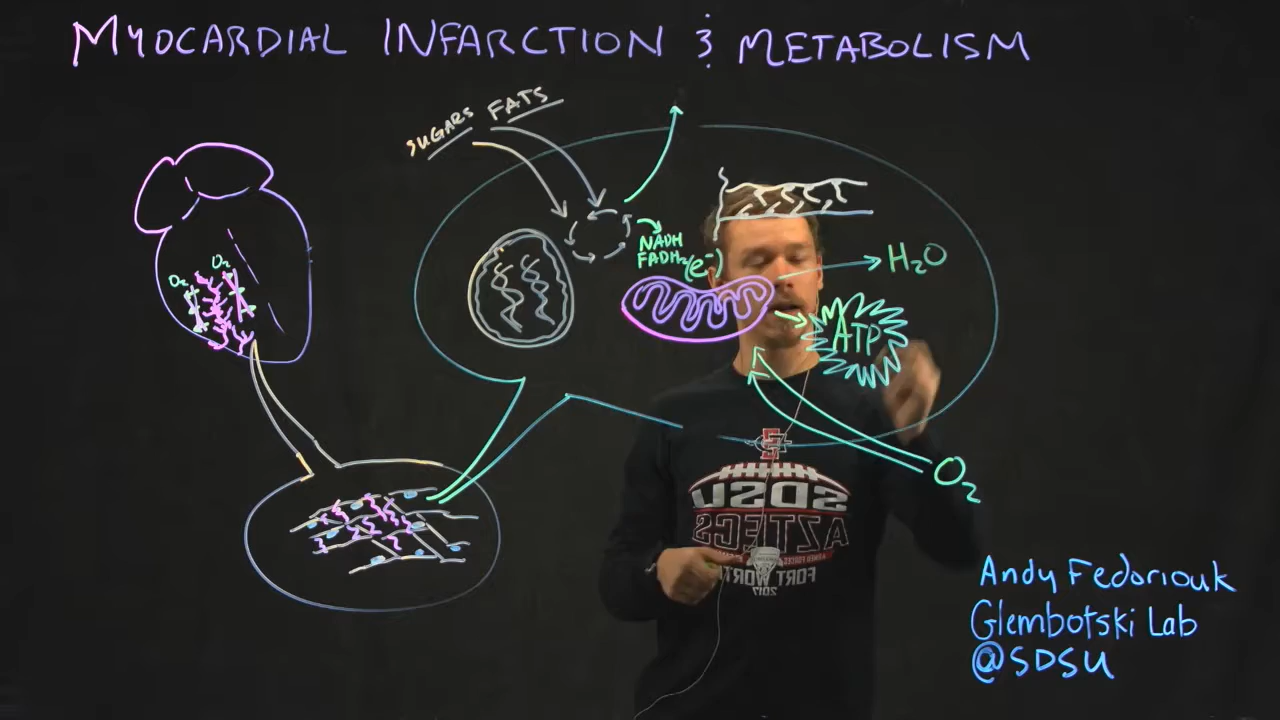 MYOCARDIAL INFARCTION & METABOLISM
SUGARS FATS
NADH
FADH₂(e⁻)
H₂O
ATP
O₂
O₂
O₂
SDSU
AZTECS
FORT WORTH
2017
Andy Fedoriouk
Glembotski Lab
@SDSU